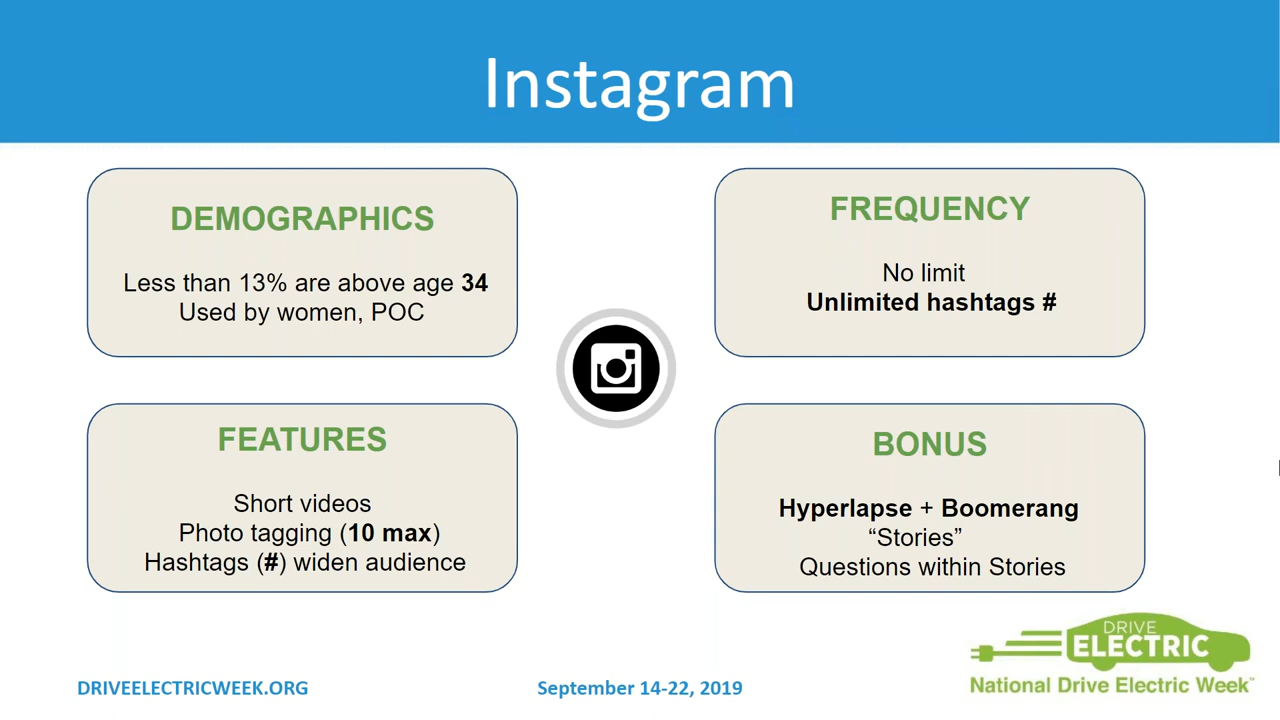 Instagram
DEMOGRAPHICS
Less than 13% are above age 34
Used by women, POC
FREQUENCY
No limit
Unlimited hashtags #
FEATURES
Short videos
Photo tagging (10 max)
Hashtags (#) widen audience
BONUS
Hyperlapse + Boomerang
“Stories”
Questions within Stories
DRIVE
ELECTRIC
National Drive Electric Week™
DRIVEELECTRICWEEK.ORG
September 14-22, 2019